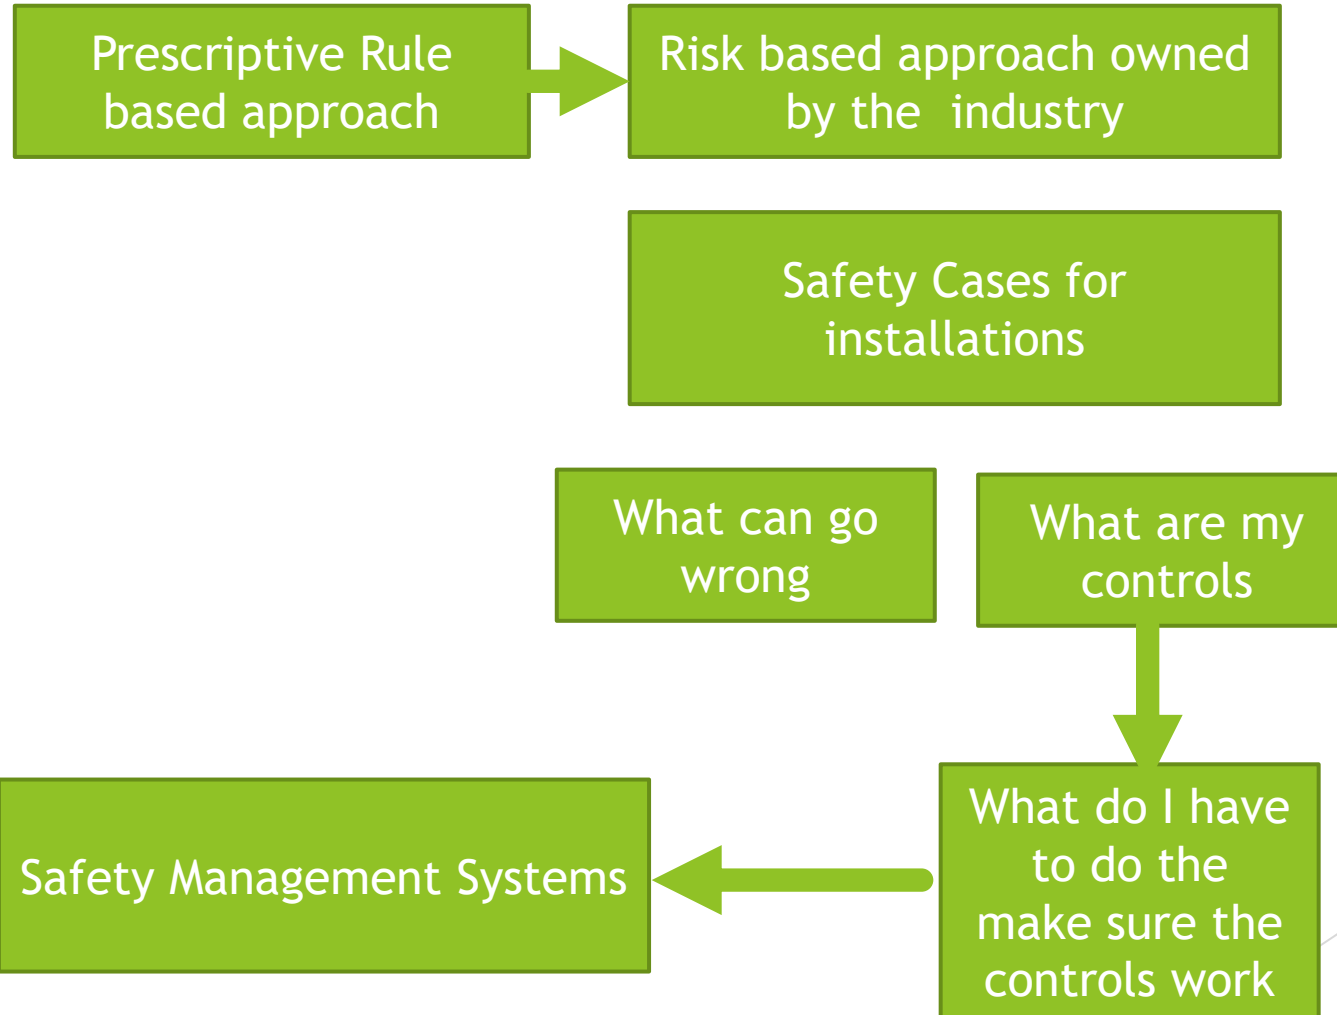 Prescriptive Rule
based approach
Risk based approach owned
by the industry
Safety Cases for
installations
What can go
wrong
What are my
controls
Safety Management Systems
What do I have
to do the
make sure the
controls work